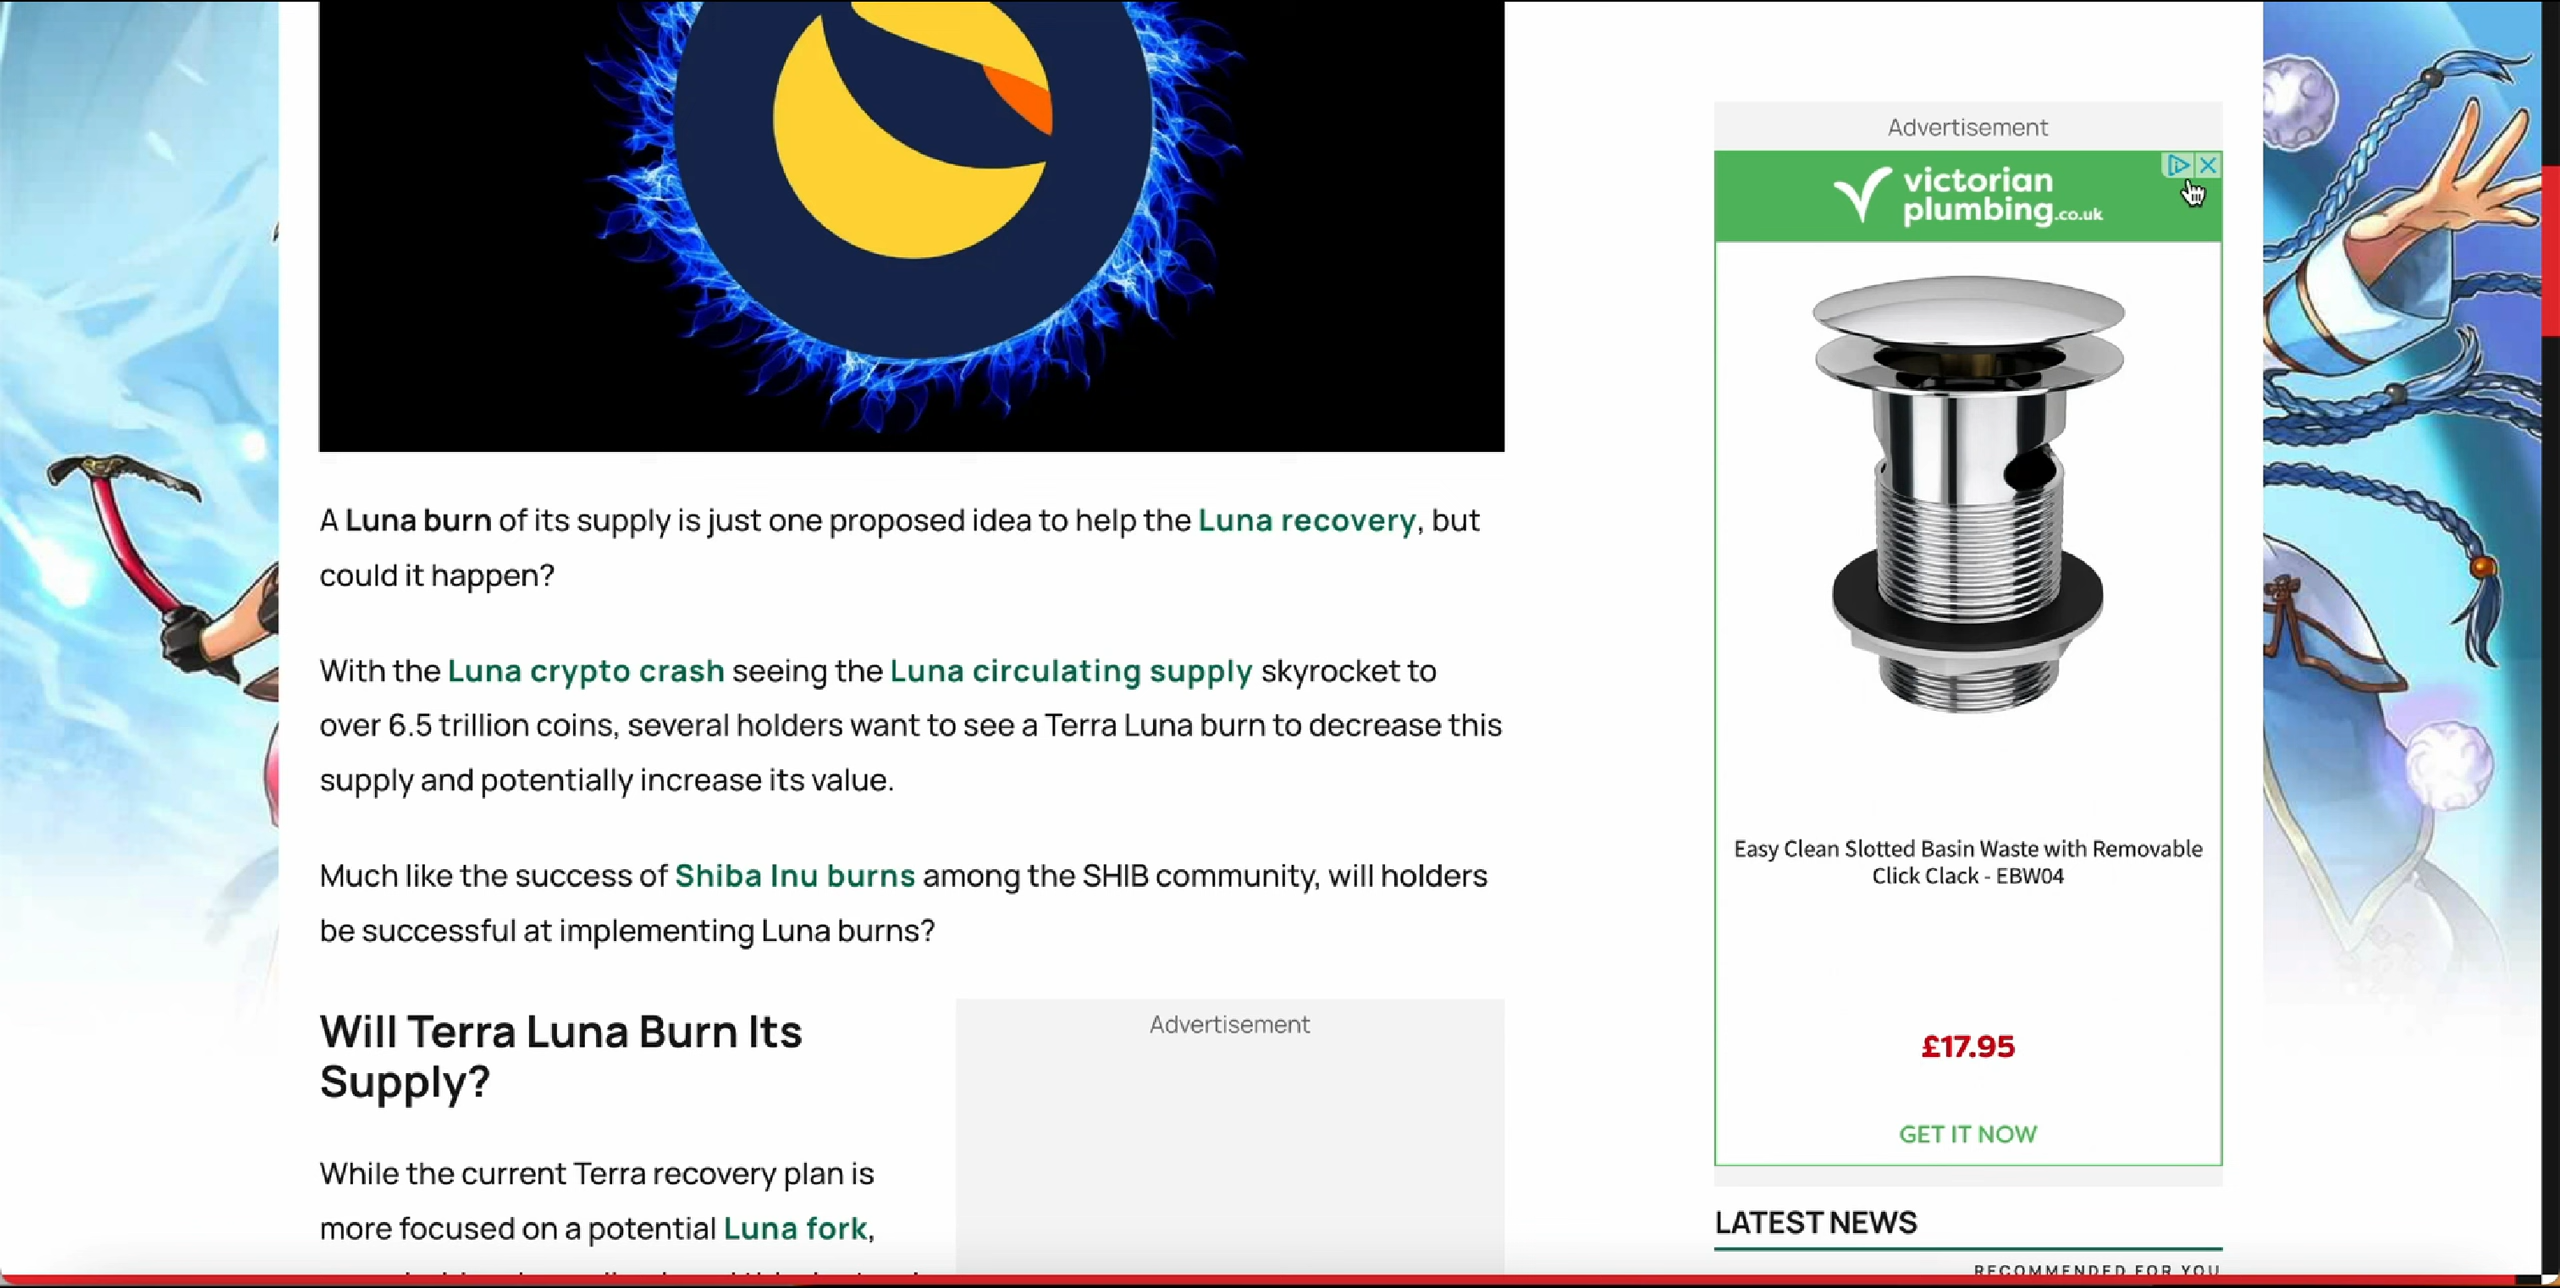 A Luna burn of its supply is just one proposed idea to help the Luna recovery, but
could it happen?
With the Luna crypto crash seeing the Luna circulating supply skyrocket to
over 6.5 trillion coins, several holders want to see a Terra Luna burn to decrease this
supply and potentially increase its value.
Much like the success of Shiba Inu burns among the SHIB community, will holders
be successful at implementing Luna burns?
Will Terra Luna Burn Its
Supply?
While the current Terra recovery plan is
more focused on a potential Luna fork,
Advertisement
Advertisement
victorian
plumbing.co.uk
Easy Clean Slotted Basin Waste with Removable
Click Clack - EBW04
£17.95
GET IT NOW
LATEST NEWS
RECOMMENDED FOR YOU